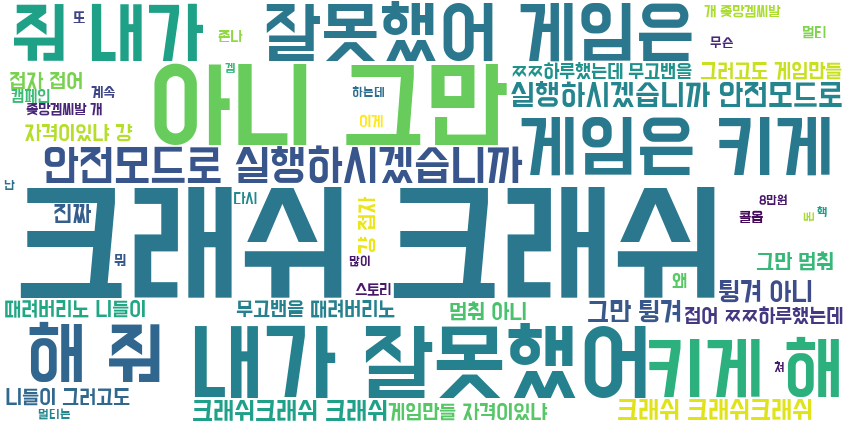 줘 내가
또
존나
잘못했어 게임은
개 좆망겜씨발
멀티
무슨
접자 접어
캠페인
계속
좆망겜씨발 개
자격이있냐 걍
아니 그만
겜
하는데
이게
ㅉㅉ하루했는데 무고밴을
그러고도 게임만들
실행하시겠습니까 안전모드로
안전모드로 실행하시겠습니까
게임은 키게
난
진짜
다시
크래쉬 크래쉬
걍 접자
8만원
콜옵
핵
뭐
많이
스토리
그만 멈춰
왜
튕겨 아니
때려버리노 니들이
무고밴을 때려버리노
멈춰 아니
그만 튕겨
접어 ㅉㅉ하루했는데
해 줘
내가 잘못했어
키게 해
쳐
니들이 그러고도
멀티는
크래쉬크래쉬 크래쉬
게임만들 자격이있냐
크래쉬 크래쉬크래쉬